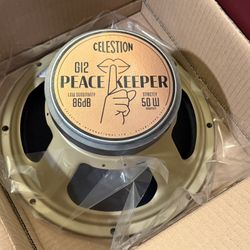 CELESTION
G12
PEACE KEEPER
LOW SENSITIVITY
86dB
STRICTLY
50W